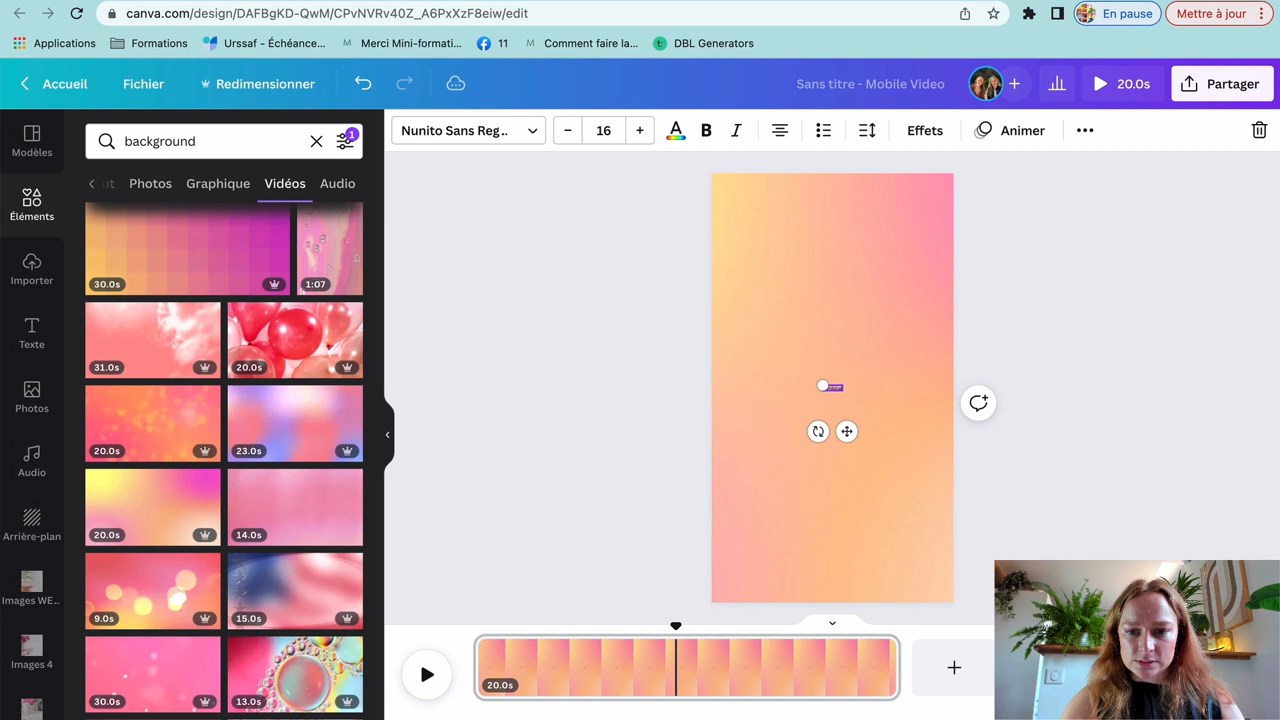 canva.com/design/DAFBgKD-QwM/CPvNVRv40Z_A6PxXzF8eiw/edit
En pause
Mettre à jour
Applications
Formations
Urssaf - Échéance...
Merci Mini-formati...
11
Comment faire la...
DBL Generators
Accueil
Fichier
Redimensionner
Sans titre - Mobile Video
20.0s
Partager
Modèles
Éléments
Importer
Texte
Photos
Audio
Arrière-plan
Images WE...
Images 4
background
1
ut
Photos
Graphique
Vidéos
Audio
30.0s
1:07
31.0s
20.0s
20.0s
23.0s
20.0s
14.0s
9.0s
15.0s
30.0s
13.0s
Nunito Sans Reg...
16
A
B
I
Effets
Animer
20.0s